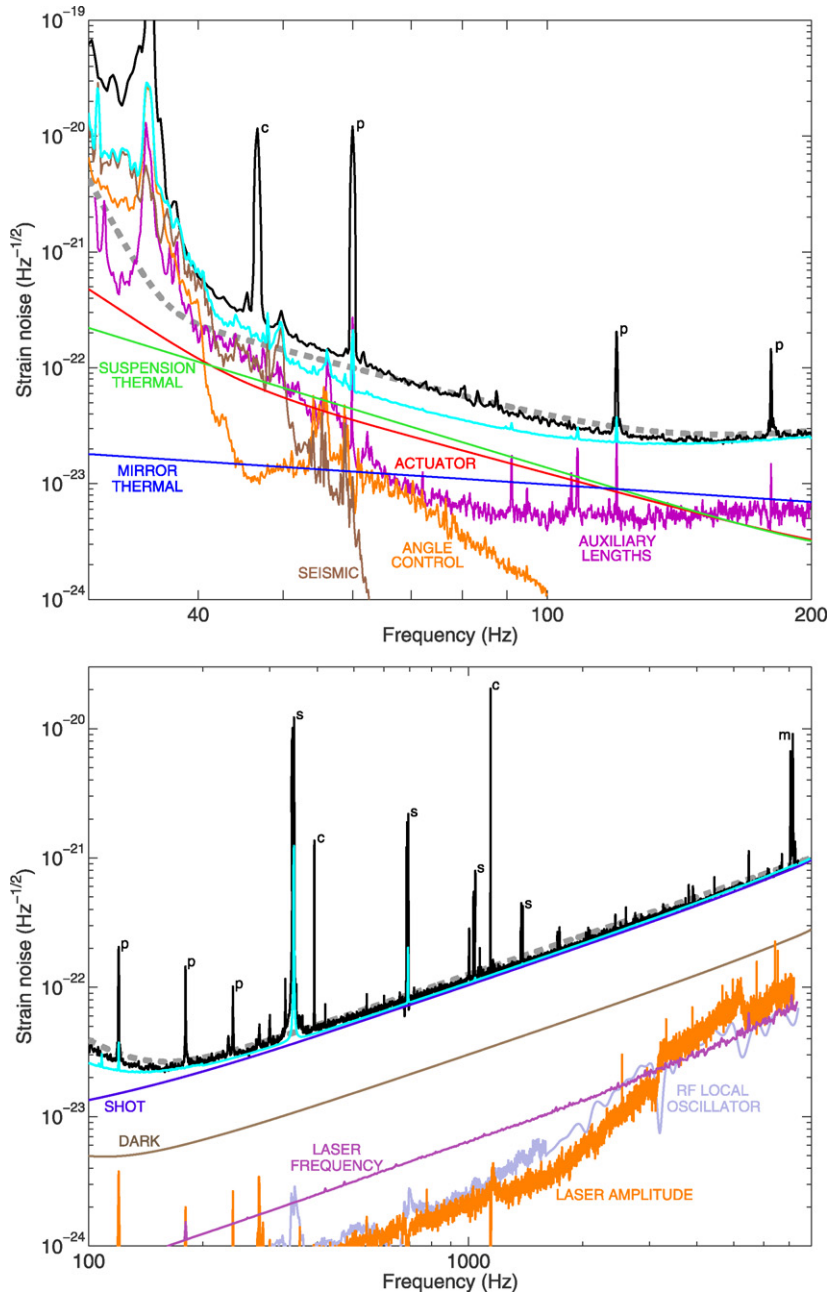 10⁻¹⁹
10⁻²⁰
10⁻²¹
10⁻²²
10⁻²³
10⁻²⁴
Strain noise (Hz⁻¹/²)
c
p
p
p
SUSPENSION
THERMAL
MIRROR
THERMAL
ACTUATOR
SEISMIC
ANGLE
CONTROL
AUXILIARY
LENGTHS
40
100
200
Frequency (Hz)
10⁻²⁰
10⁻²¹
10⁻²²
10⁻²³
10⁻²⁴
Strain noise (Hz⁻¹/²)
p
p
p
s
c
s
s
c
s
m
SHOT
DARK
LASER
FREQUENCY
RF LOCAL
OSCILLATOR
LASER AMPLITUDE
100
1000
Frequency (Hz)